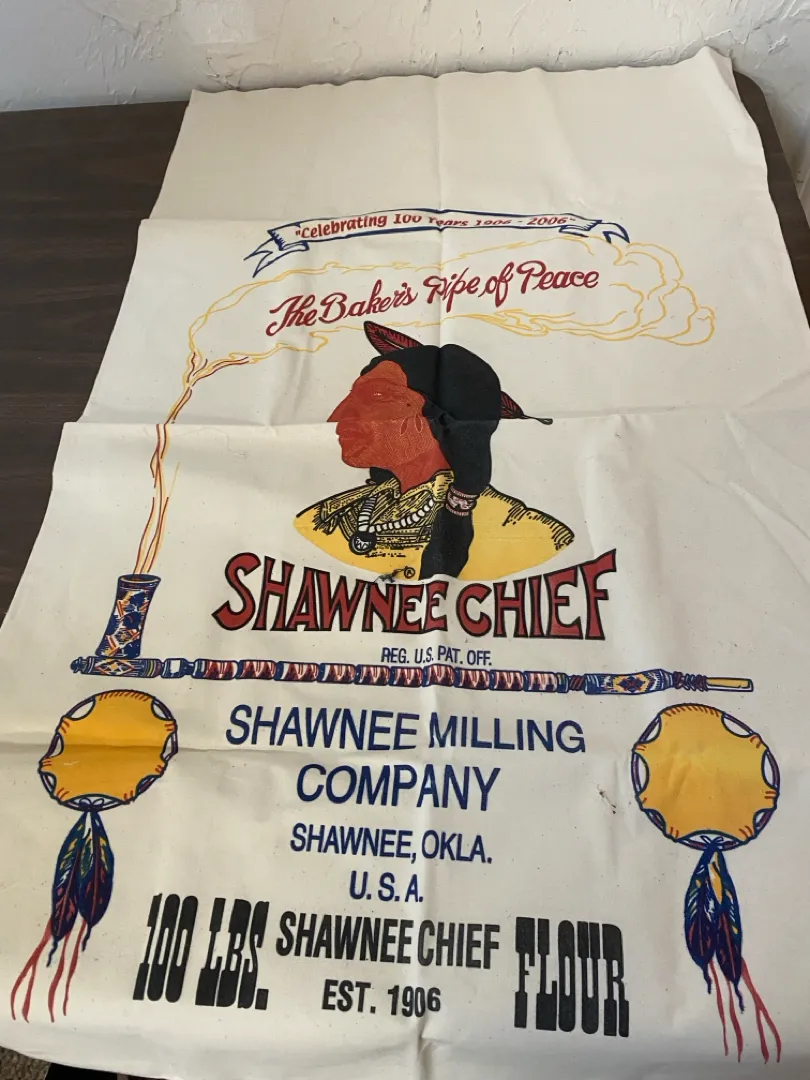 "Celebrating 100 Years 1906 - 2006"
The Baker's Pipe of Peace
®
SHAWNEE CHIEF
REG. U.S. PAT. OFF.
SHAWNEE MILLING
COMPANY
SHAWNEE, OKLA.
U.S.A.
100 LBS. SHAWNEE CHIEF FLOUR
EST. 1906